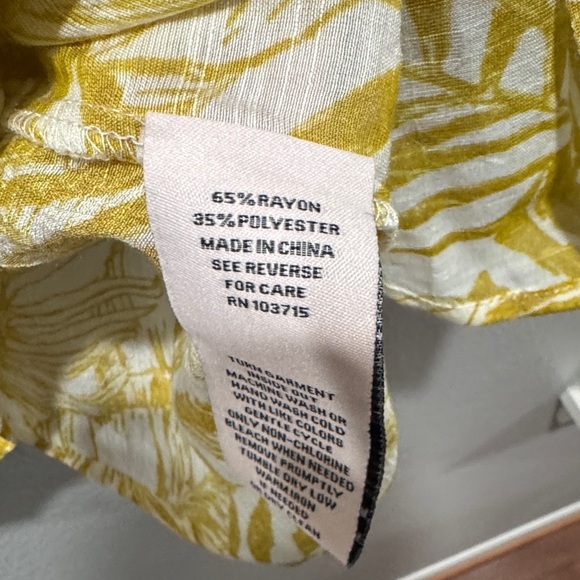 65% RAYON
35% POLYESTER
MADE IN CHINA
SEE REVERSE
FOR CARE
RN 103715
TURN GARMENT
INSIDE OUT
MACHINE WASH OR
HAND WASH COLD
WITH LIKE COLORS
GENTLE CYCLE
ONLY NON-CHLORINE
BLEACH WHEN NEEDED
REMOVE PROMPTLY
TUMBLE DRY LOW
WARM IRON
IF NEEDED
CLEAN